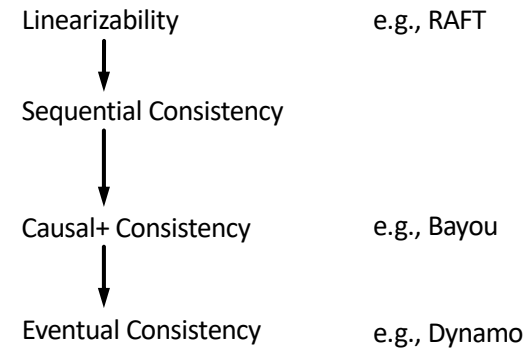 Linearizability e.g., RAFT
Sequential Consistency
Causal+ Consistency e.g., Bayou
Eventual Consistency e.g., Dynamo